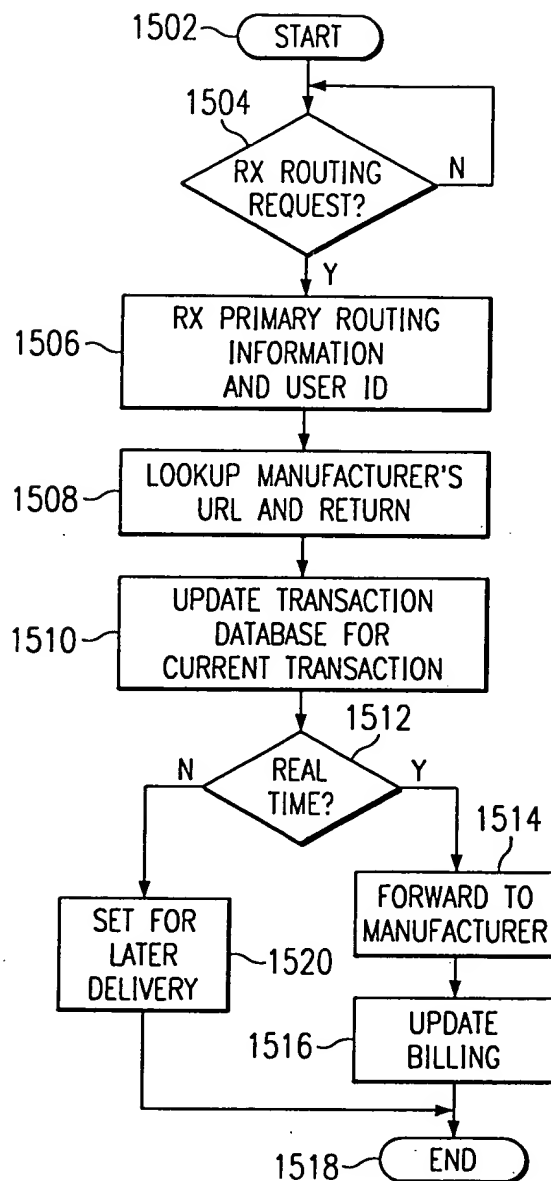 1502
START
1504
RX ROUTING
REQUEST?
N
Y
1506
RX PRIMARY ROUTING
INFORMATION
AND USER ID
1508
LOOKUP MANUFACTURER'S
URL AND RETURN
1510
UPDATE TRANSACTION
DATABASE FOR
CURRENT TRANSACTION
1512
N
REAL
TIME?
Y
1514
SET FOR
LATER
DELIVERY
1520
FORWARD TO
MANUFACTURER
1516
UPDATE
BILLING
1518
END